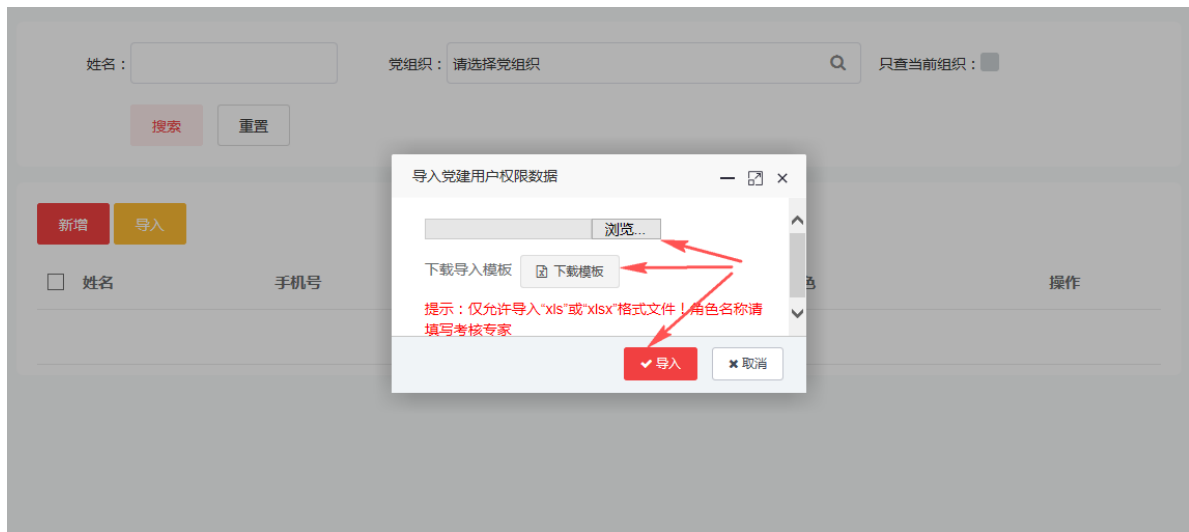 姓名： 党组织： 请选择党组织 只查当前组织：
搜索 重置
导入党建用户权限数据
新增 导入
浏览...
下载导入模板 下载模板
姓名 手机号 色 操作
提示：仅允许导入“xls”或“xlsx”格式文件！角色名称请
填写考核专家
导入 取消